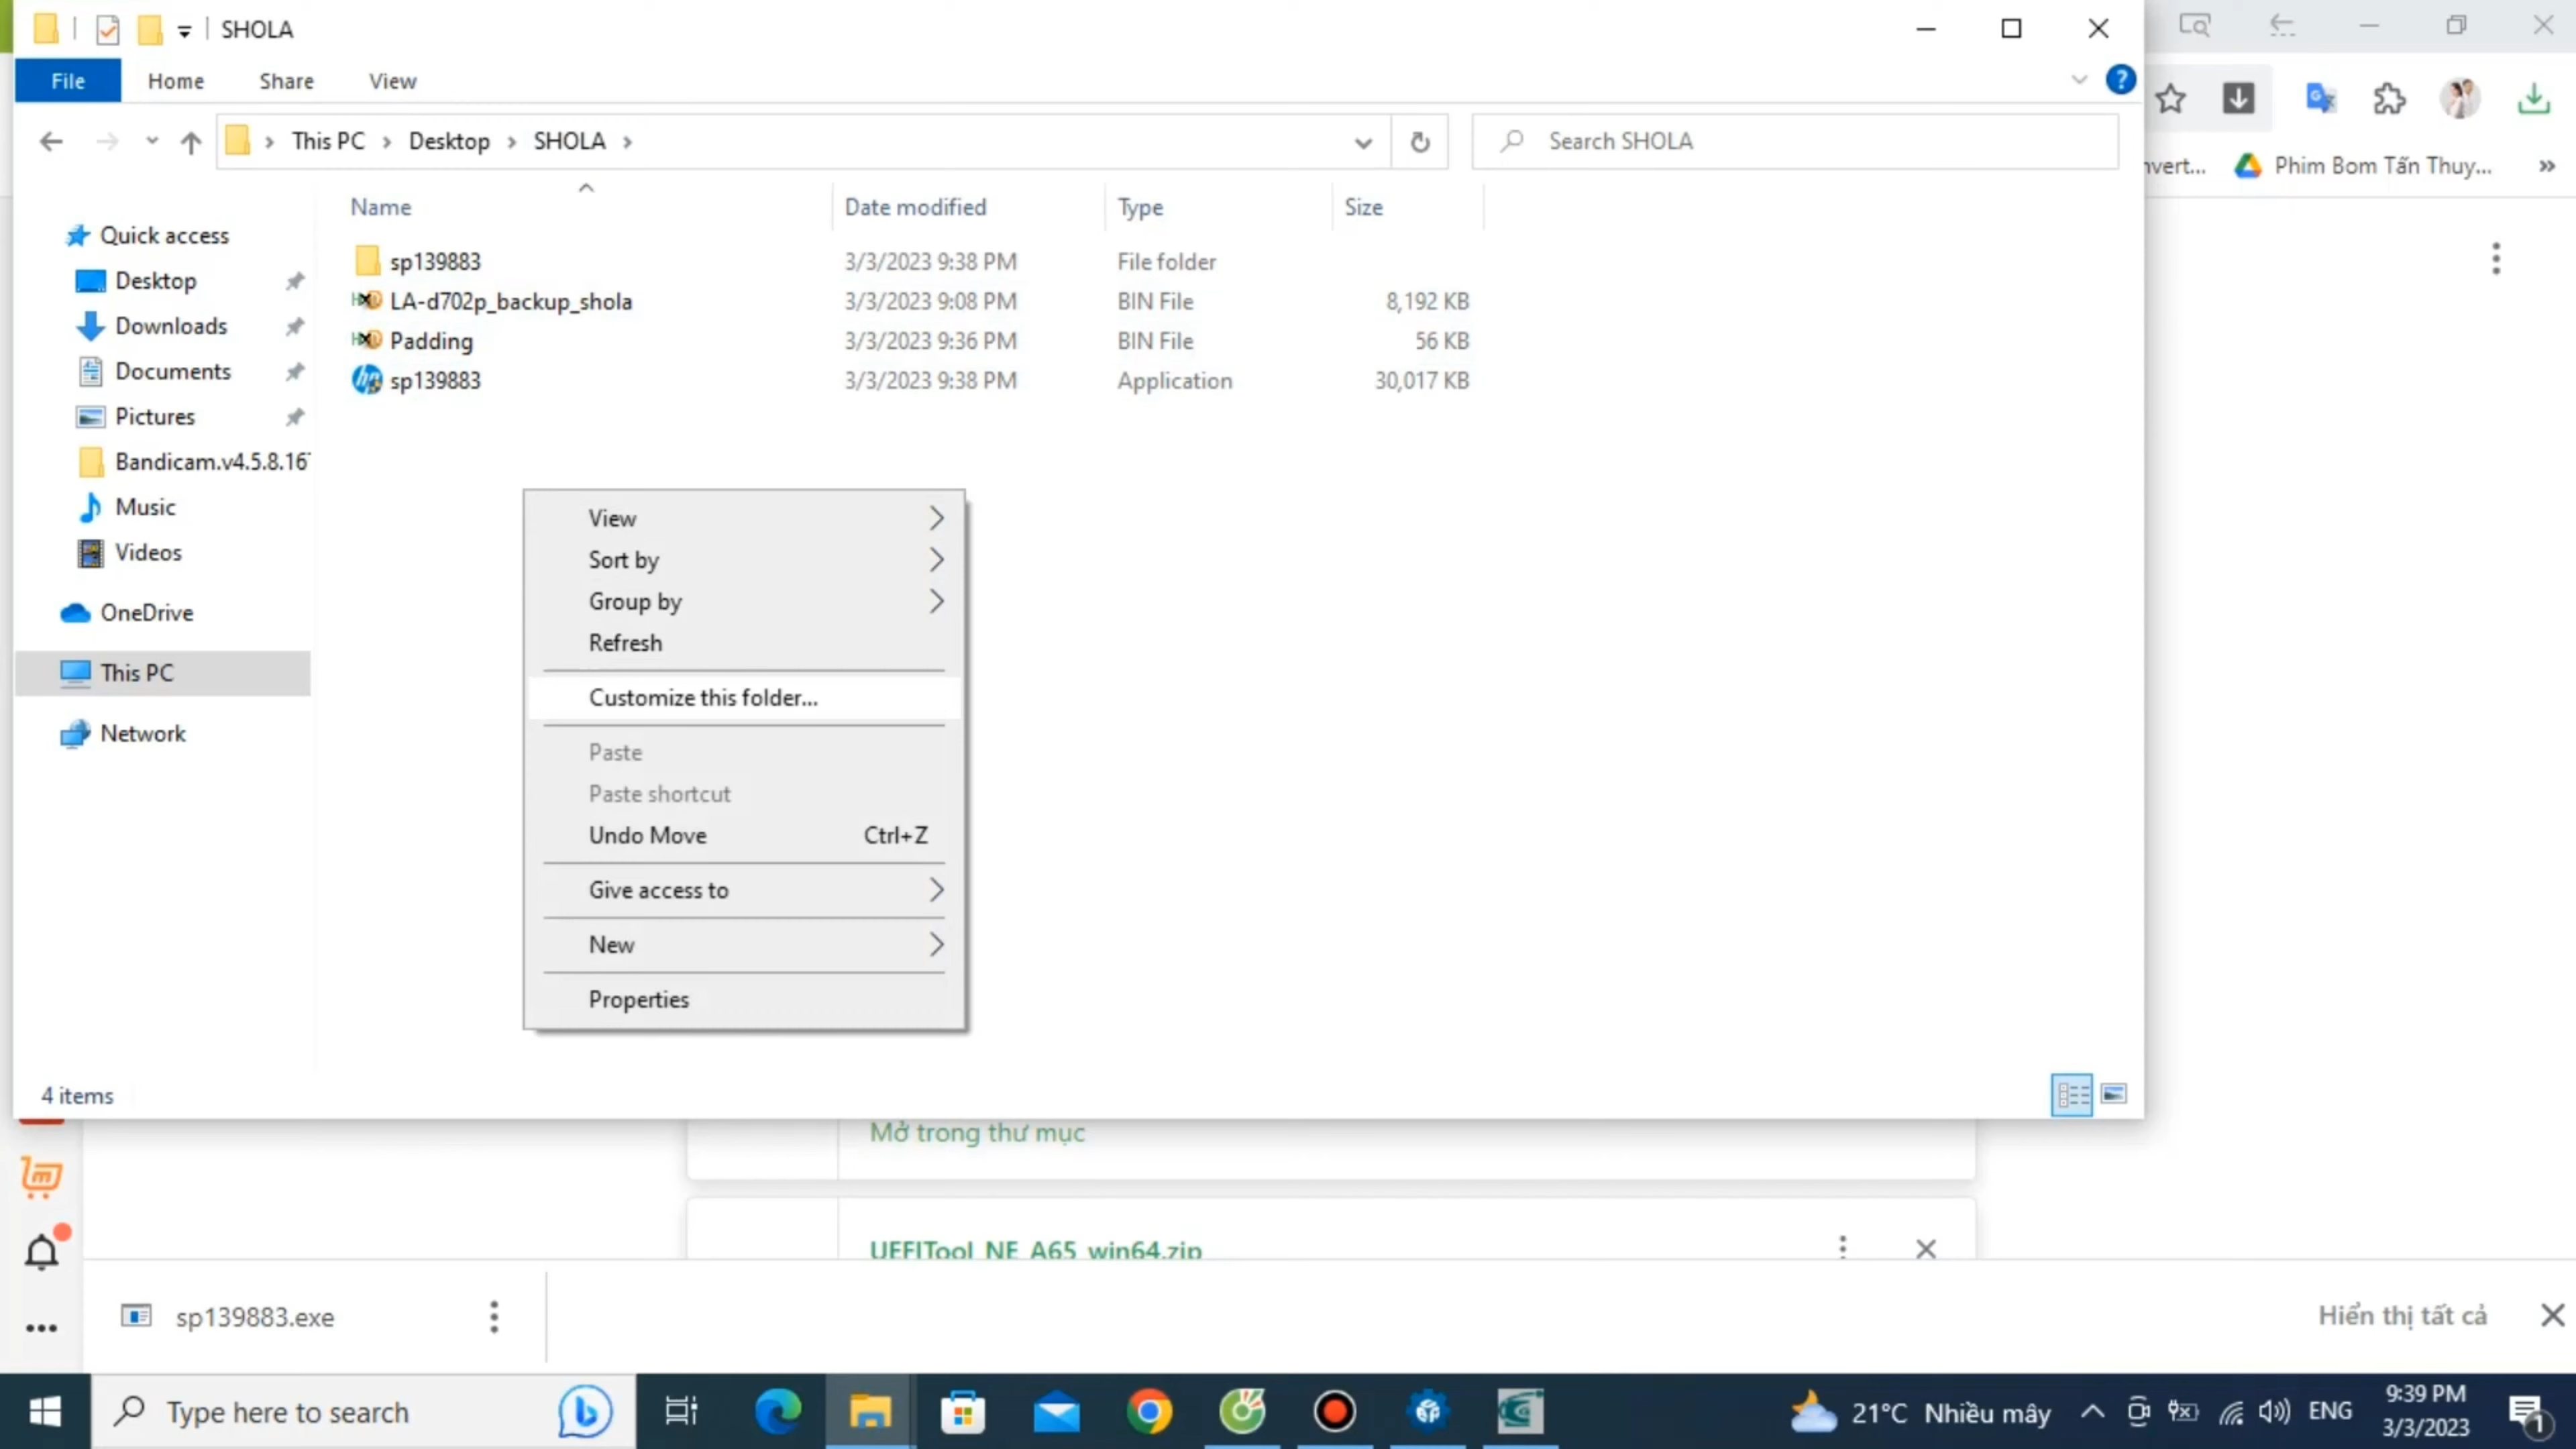 SHOLA
File Home Share View
This PC Desktop SHOLA
Search SHOLA
nvert... Phim Bom Tấn Thuy...
Name Date modified Type Size
sp139883 3/3/2023 9:38 PM File folder
LA-d702p_backup_shola 3/3/2023 9:08 PM BIN File 8,192 KB
Padding 3/3/2023 9:36 PM BIN File 56 KB
sp139883 3/3/2023 9:38 PM Application 30,017 KB
Quick access
Desktop
Downloads
Documents
Pictures
Bandicam.v4.5.8.16
Music
Videos
OneDrive
This PC
Network
View
Sort by
Group by
Refresh
Customize this folder...
Paste
Paste shortcut
Undo Move Ctrl+Z
Give access to
New
Properties
4 items
Mở trong thư mục
UEFITool_NE_A65_win64.zip
sp139883.exe
Hiển thị tất cả
Type here to search
21°C Nhiều mây
ENG
9:39 PM
3/3/2023
1